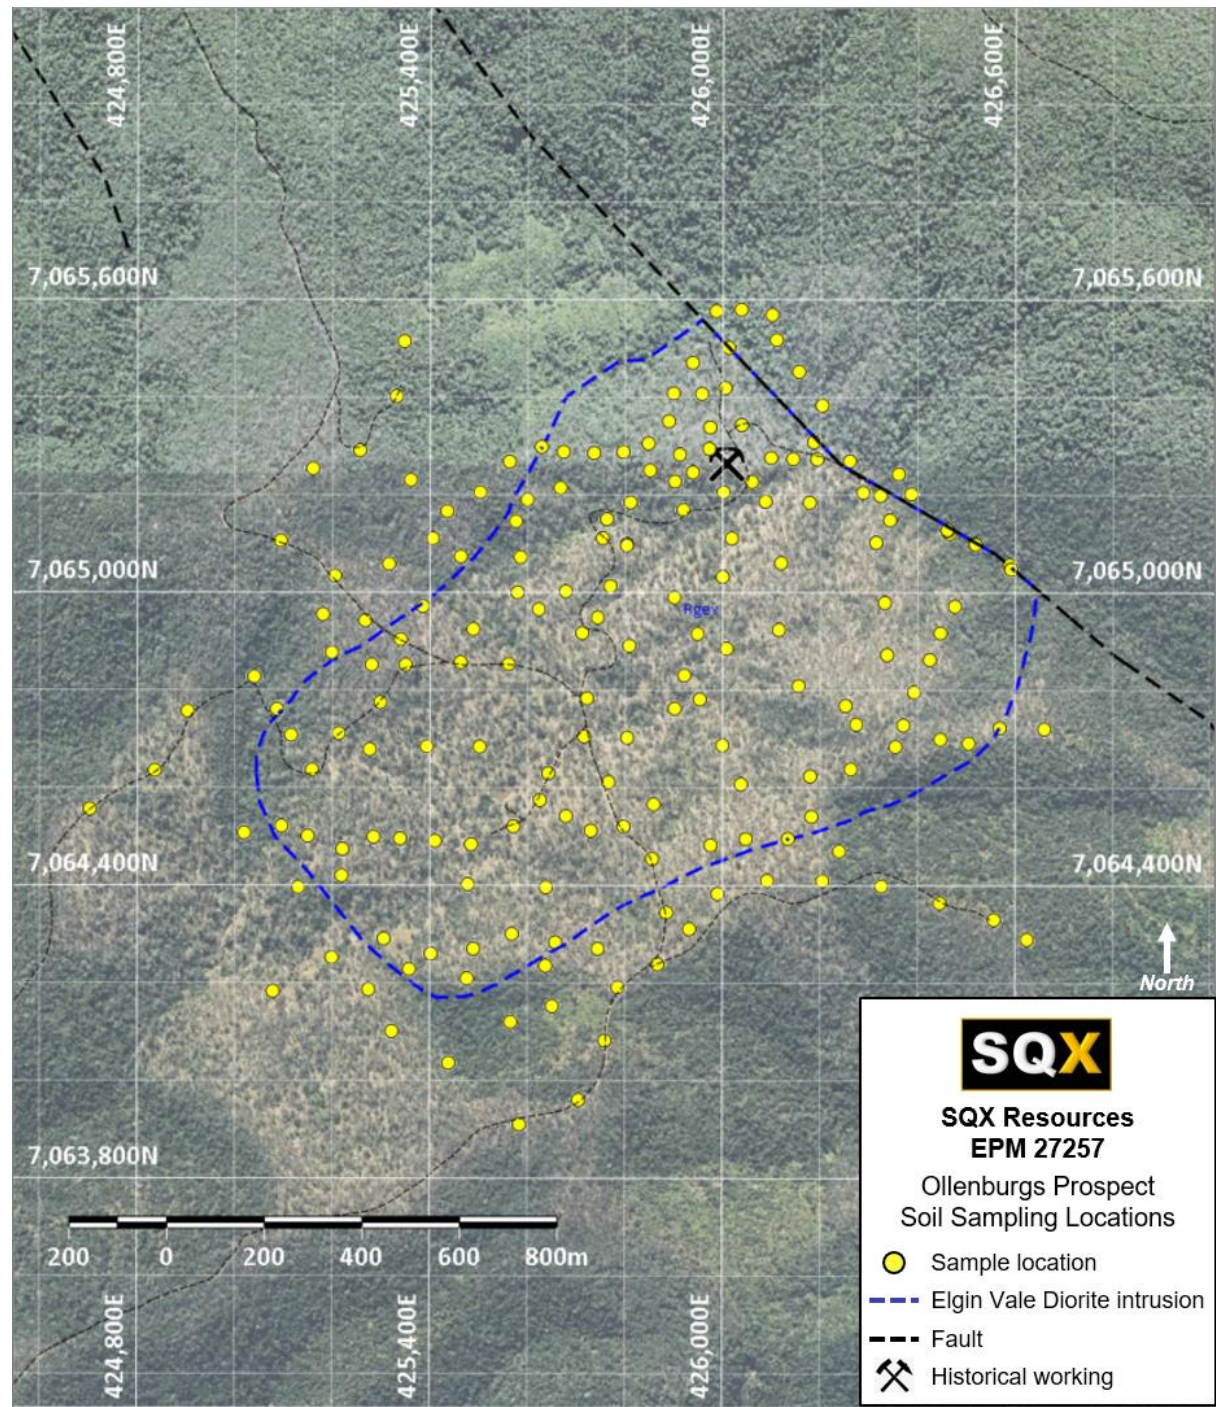 424,800E
425,400E
426,000E
426,600E
7,065,600N
7,065,600N
7,065,000N
7,065,000N
Rgev
7,064,400N
7,064,400N
North
7,063,800N
200 0 200 400 600 800m
424,800E
425,400E
426,000E
SQX
SQX Resources
EPM 27257
Ollenburgs Prospect
Soil Sampling Locations
Sample location
Elgin Vale Diorite intrusion
Fault
Historical working